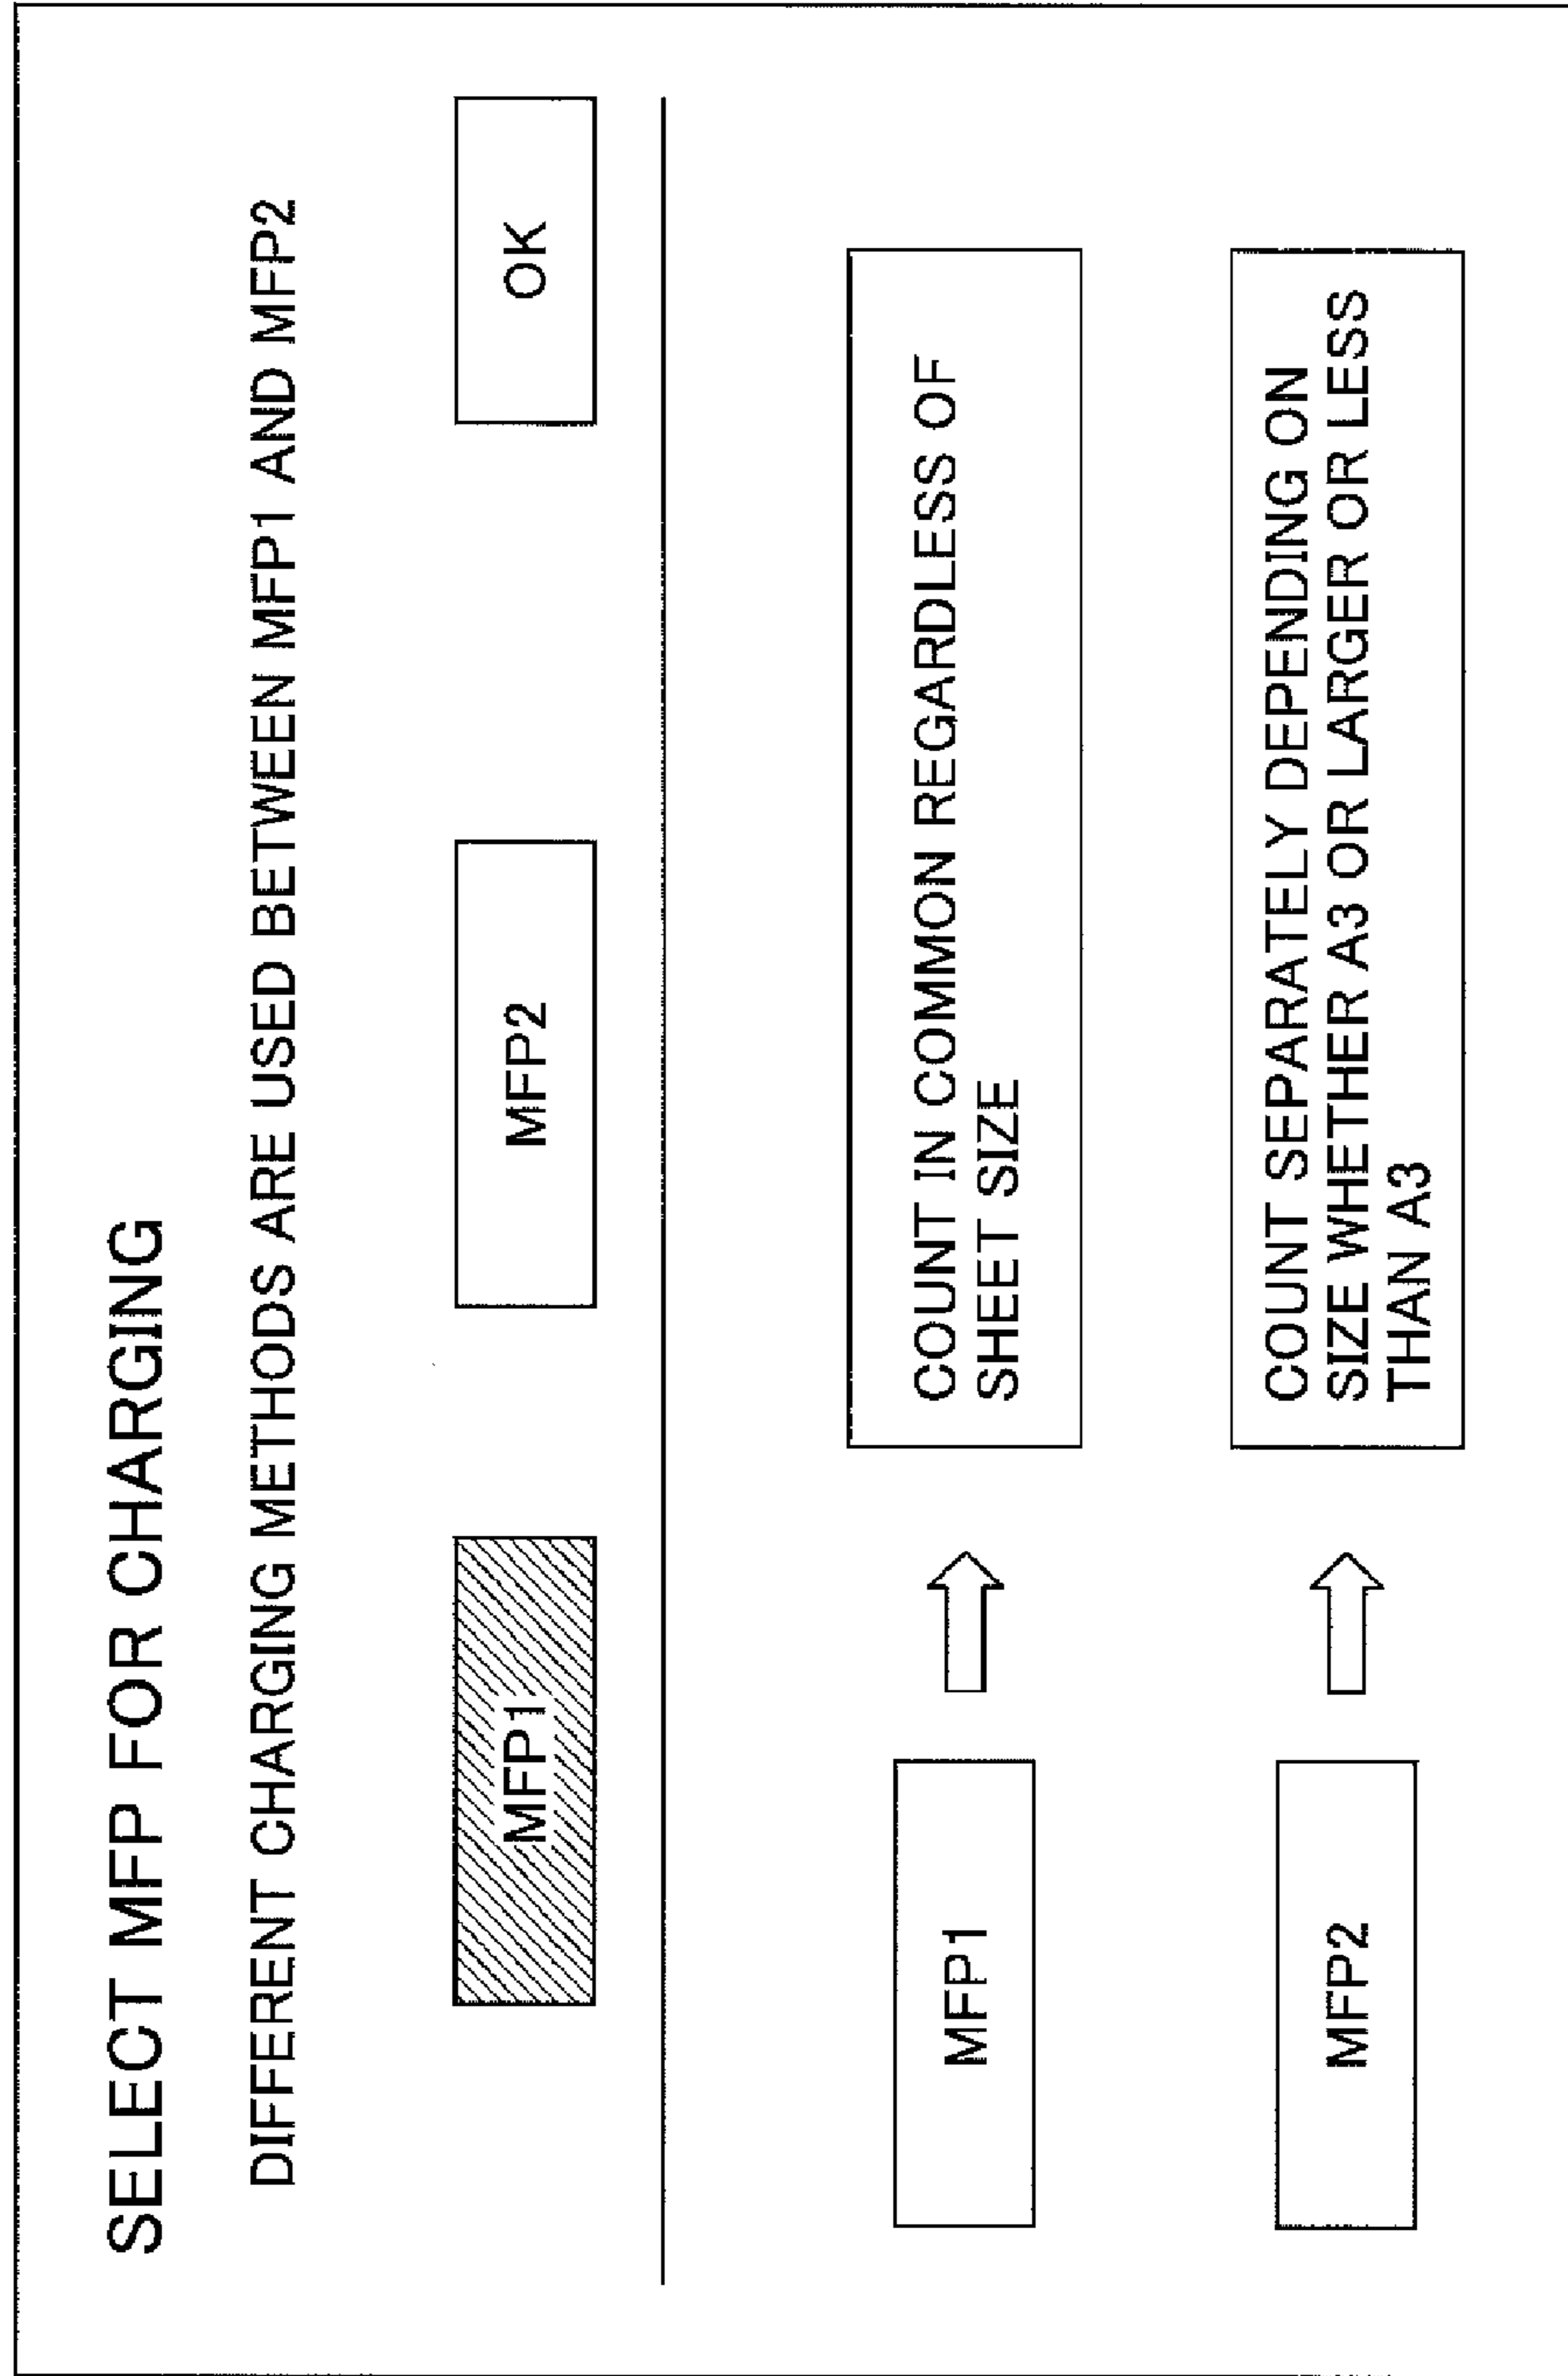 SELECT MFP FOR CHARGING
DIFFERENT CHARGING METHODS ARE USED BETWEEN MFP1 AND MFP2
MFP1
MFP2
OK
MFP1
COUNT IN COMMON REGARDLESS OF
SHEET SIZE
MFP2
COUNT SEPARATELY DEPENDING ON
SIZE WHETHER A3 OR LARGER OR LESS
THAN A3